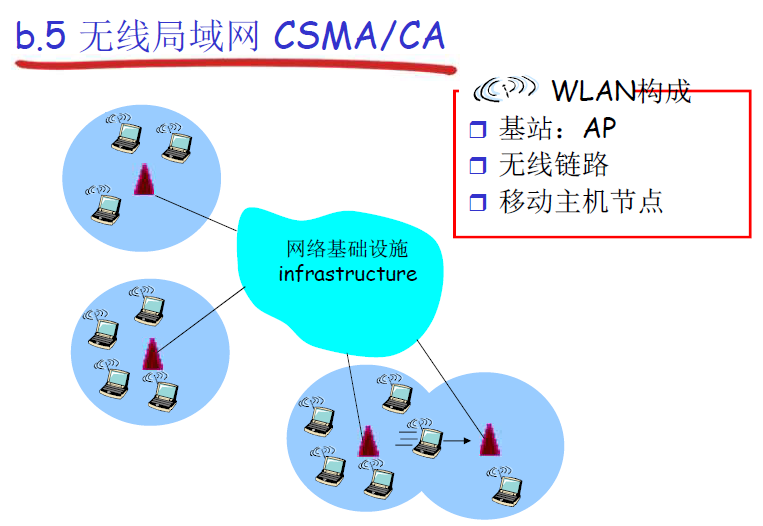 b.5 无线局域网 CSMA/CA
WLAN构成
基站：AP
无线链路
移动主机节点
网络基础设施
infrastructure